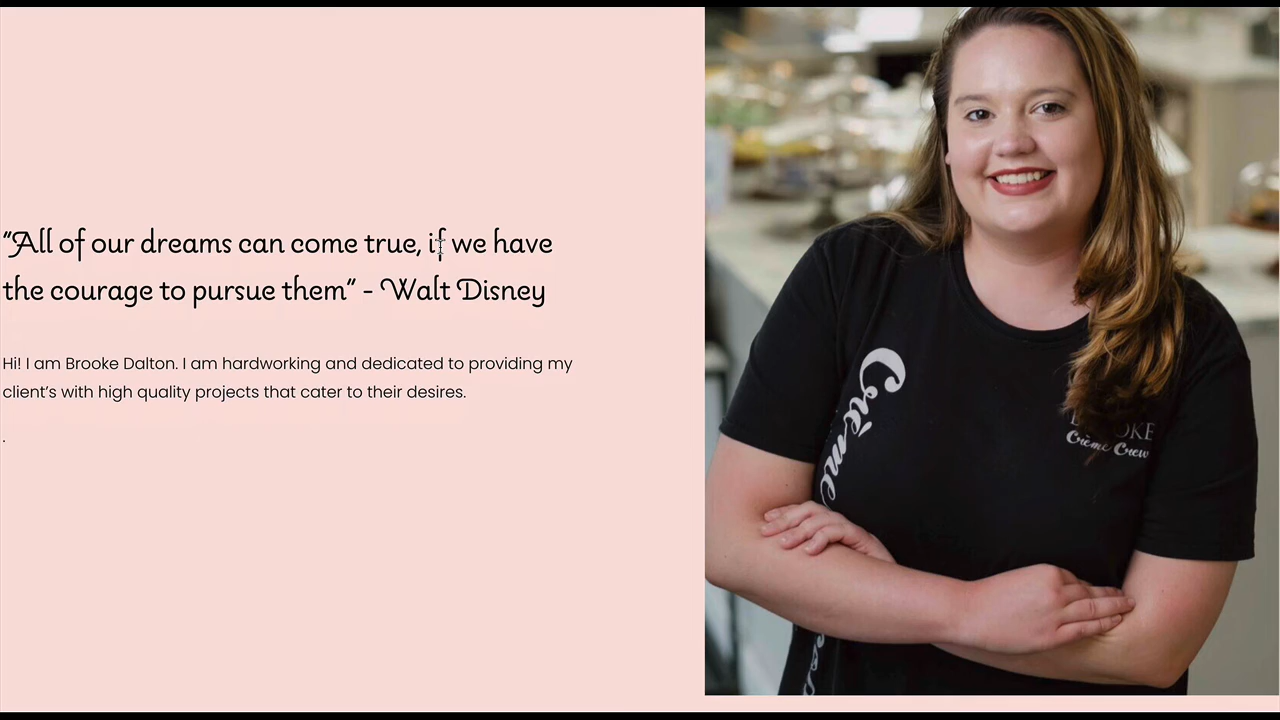 “All of our dreams can come true, if we have
the courage to pursue them” - Walt Disney
Hi! I am Brooke Dalton. I am hardworking and dedicated to providing my
client’s with high quality projects that cater to their desires.
.
Crème
Crème Crew